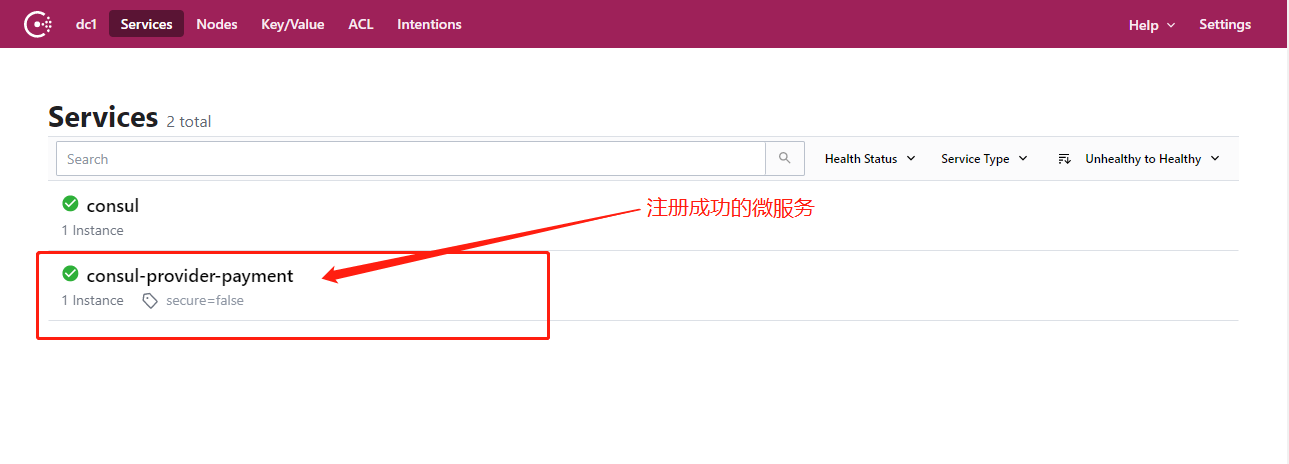 dc1 Services Nodes Key/Value ACL Intentions Help Settings
Services 2 total
Search Health Status Service Type Unhealthy to Healthy
consul
注册成功的微服务
1 Instance
consul-provider-payment
1 Instance secure=false